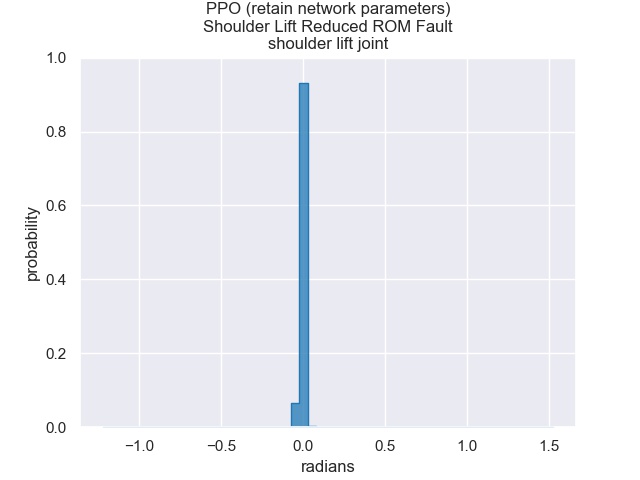 PPO (retain network parameters)
Shoulder Lift Reduced ROM Fault
shoulder lift joint
1.0
0.8
0.6
0.4
0.2
0.0
probability
−1.0 −0.5 0.0 0.5 1.0 1.5
radians